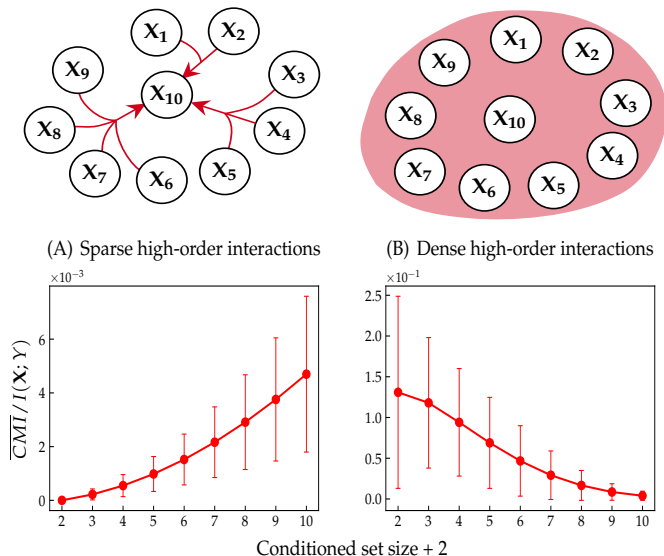 X1 X2
X3
X4
X5
X6
X7
X8
X9
X10
X1
X2
X3
X4
X5
X6
X7
X8
X9
X10
(A) Sparse high-order interactions
(B) Dense high-order interactions
×10−3
6
4
2
0
2 3 4 5 6 7 8 9 10
CMI / I(X;Y)
×10−1
2.5
2.0
1.5
1.0
0.5
0.0
2 3 4 5 6 7 8 9 10
Conditioned set size + 2